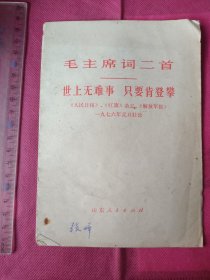 毛主席词二首
世上无难事 只要肯登攀
《人民日报》、《红旗》杂志、《解放军报》
一九七六年元旦社论
山东人民出版社